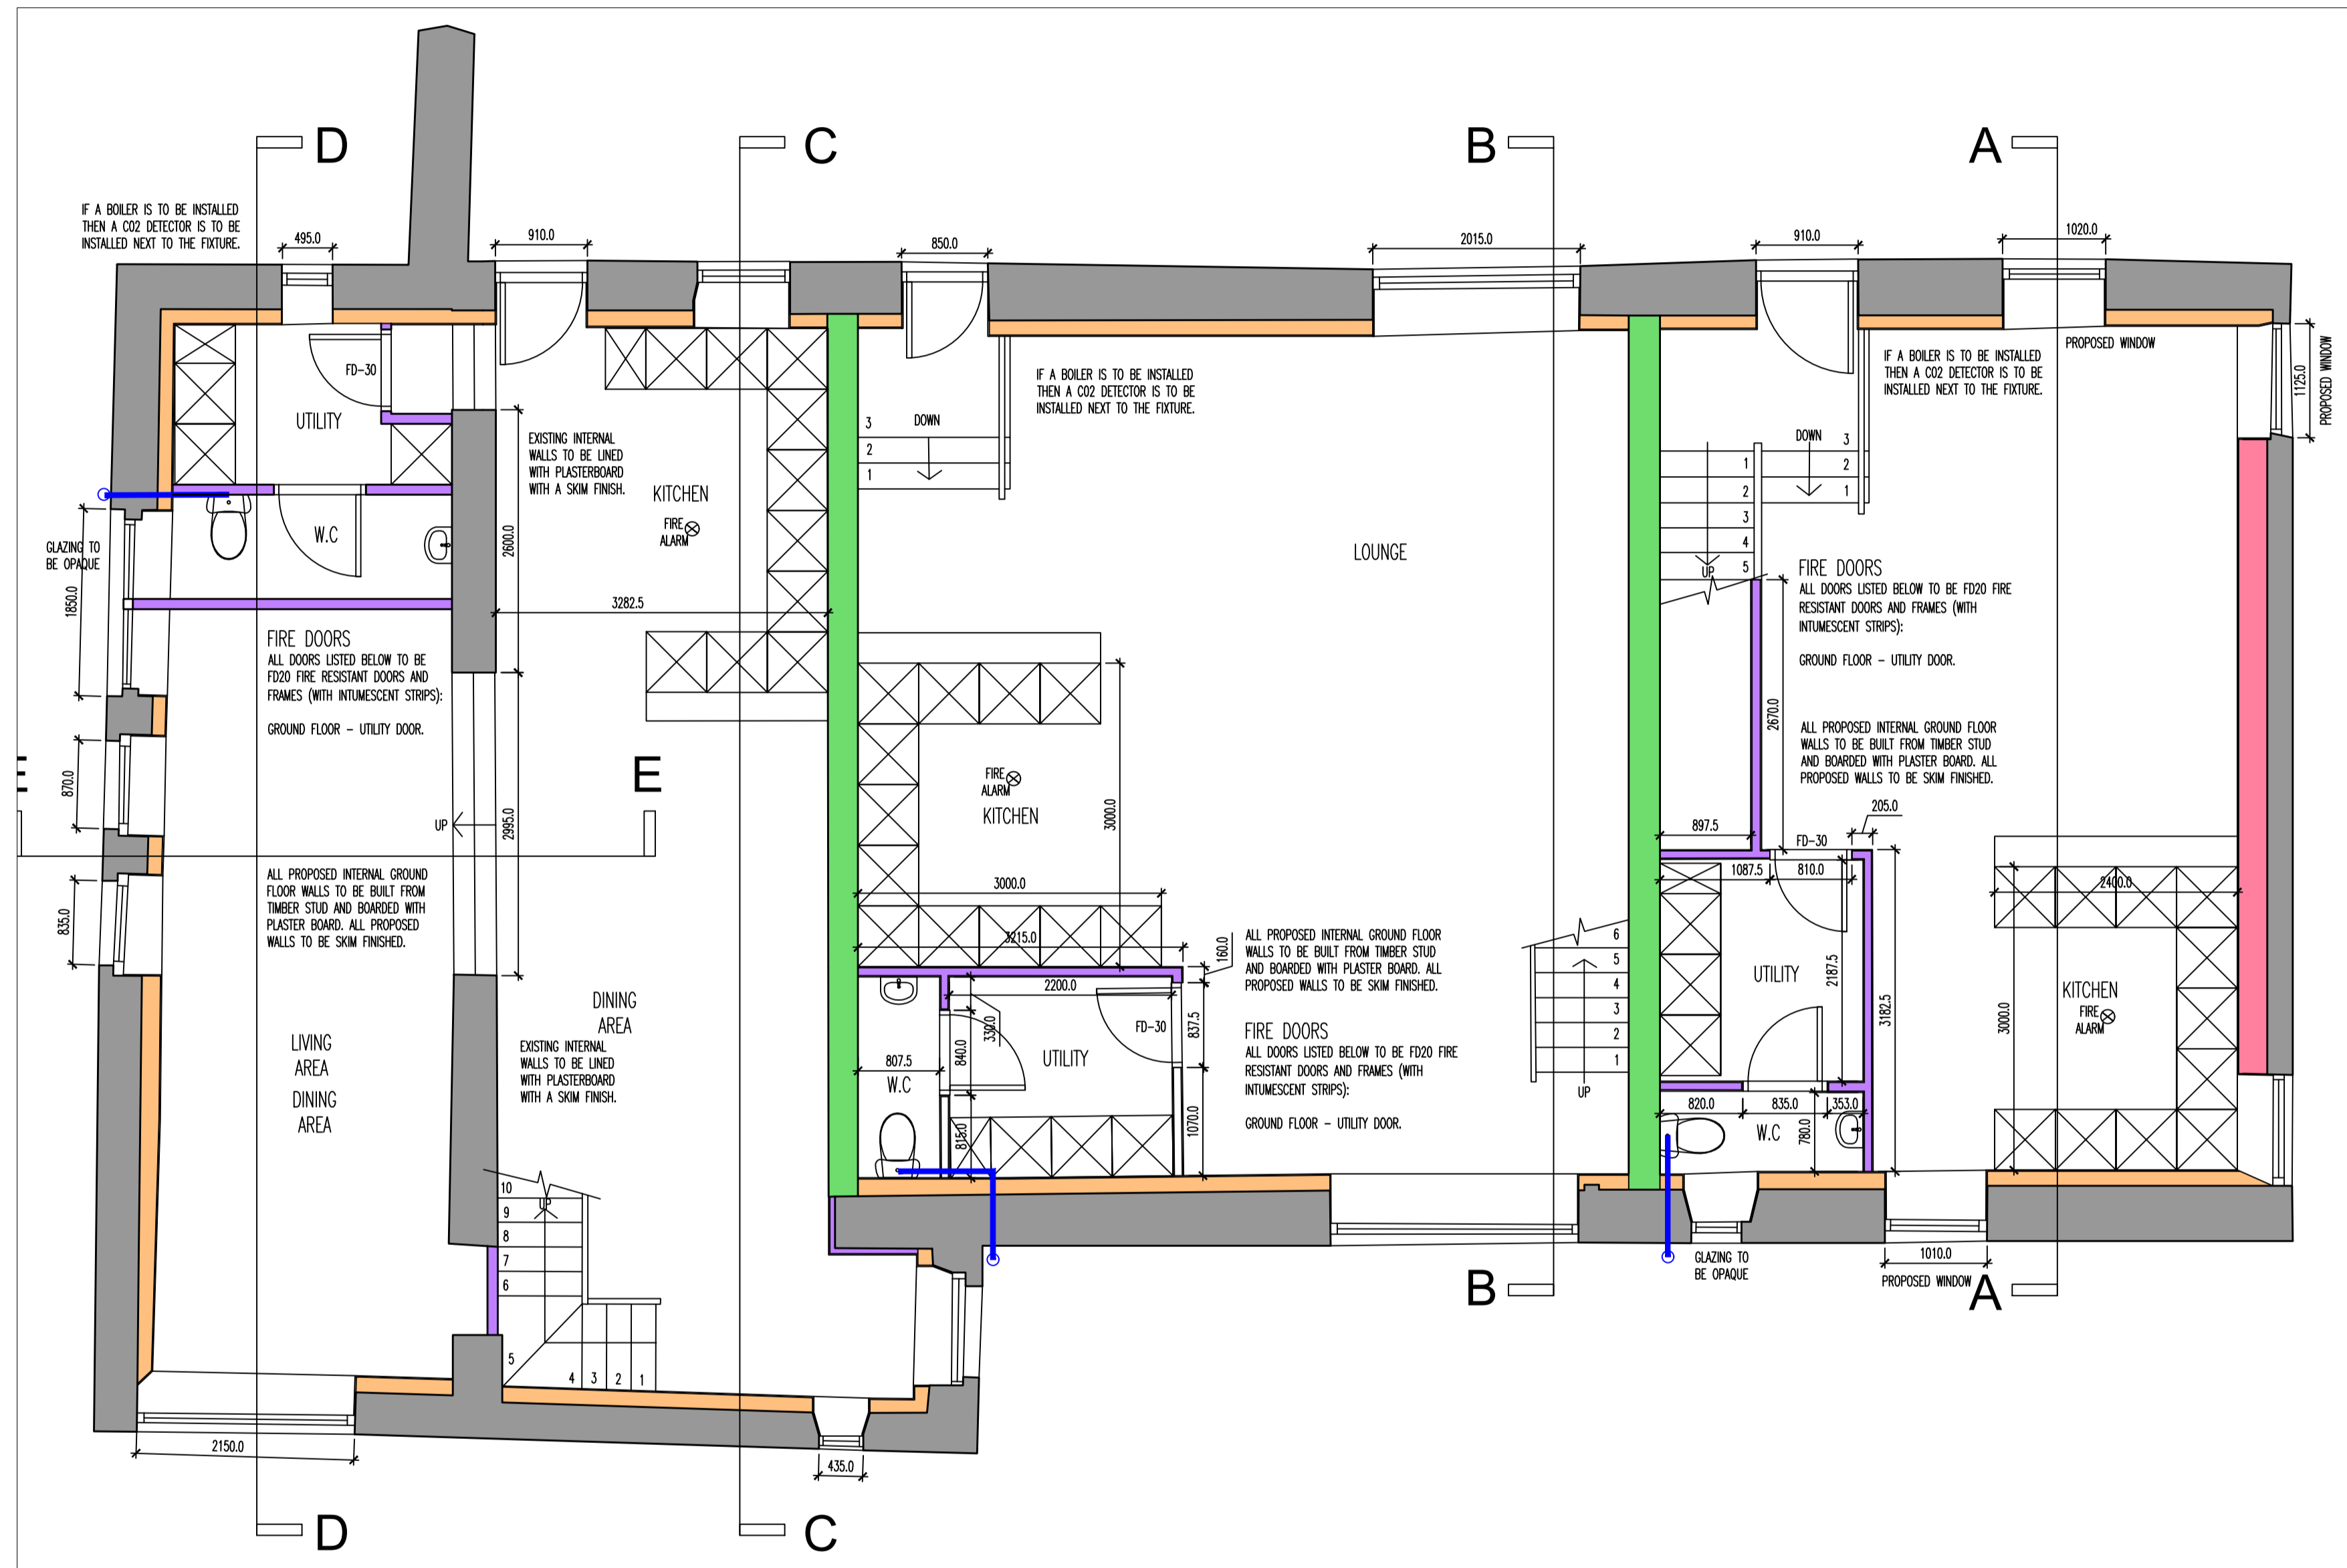 D
C
B
A
IF A BOILER IS TO BE INSTALLED
THEN A CO2 DETECTOR IS TO BE
INSTALLED NEXT TO THE FIXTURE.
495.0
910.0
850.0
2015.0
910.0
1020.0
FD-30
UTILITY
EXISTING INTERNAL
WALLS TO BE LINED
WITH PLASTERBOARD
WITH A SKIM FINISH.
KITCHEN
FIRE
ALARM
W.C
GLAZING TO
BE OPAQUE
1850.0
2600.0
3282.5
3
DOWN
2
1
IF A BOILER IS TO BE INSTALLED
THEN A CO2 DETECTOR IS TO BE
INSTALLED NEXT TO THE FIXTURE.
LOUNGE
IF A BOILER IS TO BE INSTALLED
THEN A CO2 DETECTOR IS TO BE
INSTALLED NEXT TO THE FIXTURE.
PROPOSED WINDOW
1125.0
PROPOSED WINDOW
DOWN
3
2
1
1
2
3
4
5
UP
FIRE DOORS
ALL DOORS LISTED BELOW TO BE
FD20 FIRE RESISTANT DOORS AND
FRAMES (WITH INTUMESCENT STRIPS):
GROUND FLOOR - UTILITY DOOR.
FIRE DOORS
ALL DOORS LISTED BELOW TO BE FD20 FIRE
RESISTANT DOORS AND FRAMES (WITH
INTUMESCENT STRIPS):
GROUND FLOOR - UTILITY DOOR.
2670.0
ALL PROPOSED INTERNAL GROUND FLOOR
WALLS TO BE BUILT FROM TIMBER STUD
AND BOARDED WITH PLASTER BOARD. ALL
PROPOSED WALLS TO BE SKIM FINISHED.
205.0
870.0
E
E
UP
2995.0
FIRE
ALARM
KITCHEN
3000.0
897.5
FD-30
1087.5
810.0
835.0
ALL PROPOSED INTERNAL GROUND
FLOOR WALLS TO BE BUILT FROM
TIMBER STUD AND BOARDED WITH
PLASTER BOARD. ALL PROPOSED
WALLS TO BE SKIM FINISHED.
3000.0
3215.0
160.0
ALL PROPOSED INTERNAL GROUND FLOOR
WALLS TO BE BUILT FROM TIMBER STUD
AND BOARDED WITH PLASTER BOARD. ALL
PROPOSED WALLS TO BE SKIM FINISHED.
6
5
4
3
2
1
UP
UTILITY
2187.5
3182.5
2400.0
3000.0
KITCHEN
FIRE
ALARM
DINING
AREA
LIVING
AREA
DINING
AREA
EXISTING INTERNAL
WALLS TO BE LINED
WITH PLASTERBOARD
WITH A SKIM FINISH.
2200.0
330.0
FD-30
837.5
840.0
UTILITY
807.5
W.C
815.0
1070.0
FIRE DOORS
ALL DOORS LISTED BELOW TO BE FD20 FIRE
RESISTANT DOORS AND FRAMES (WITH
INTUMESCENT STRIPS):
GROUND FLOOR - UTILITY DOOR.
820.0
835.0
353.0
W.C
780.0
10
UP
9
8
7
6
5
4
3
2
1
GLAZING TO
BE OPAQUE
1010.0
PROPOSED WINDOW
B
A
2150.0
435.0
D
C